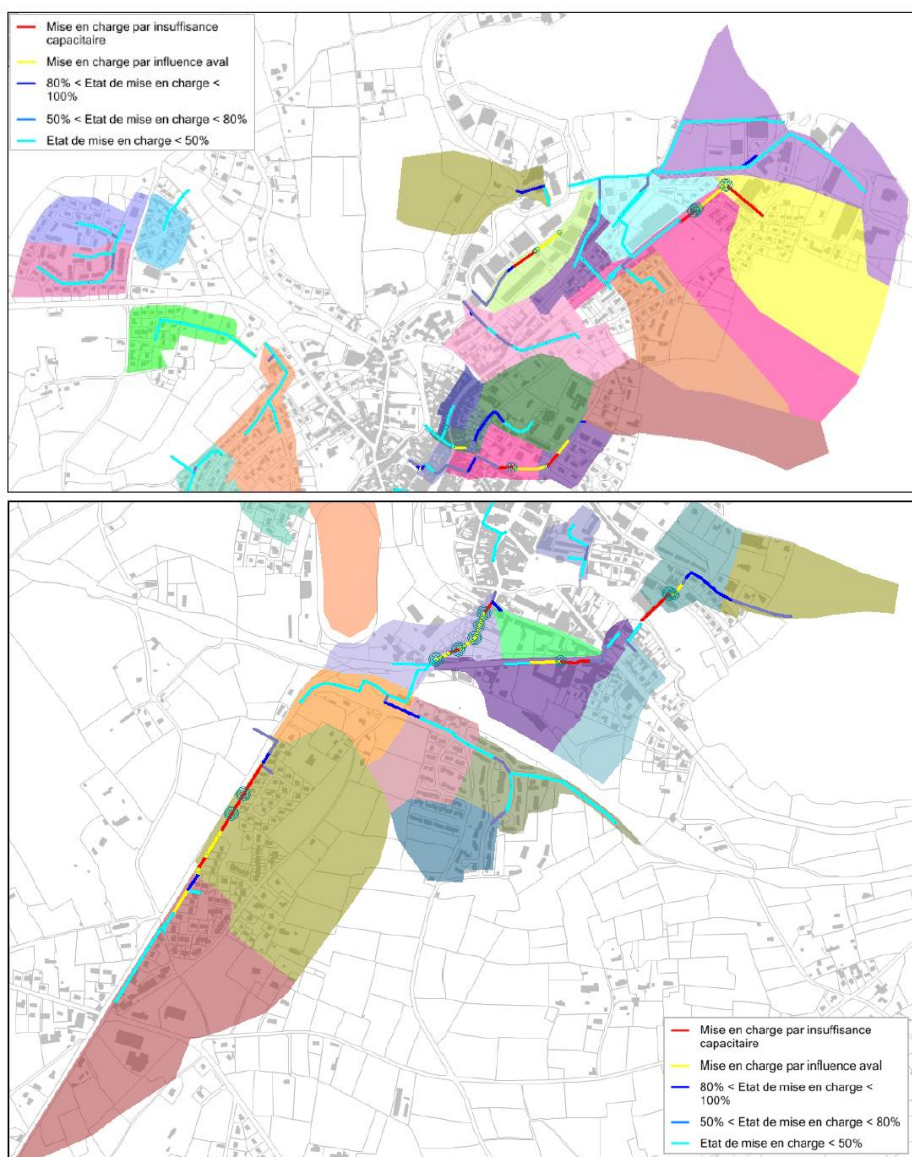 Mise en charge par insuffisance
capacitaire
Mise en charge par influence aval
80% < Etat de mise en charge <
100%
50% < Etat de mise en charge < 80%
Etat de mise en charge < 50%
Mise en charge par insuffisance
capacitaire
Mise en charge par influence aval
80% < Etat de mise en charge <
100%
50% < Etat de mise en charge < 80%
Etat de mise en charge < 50%